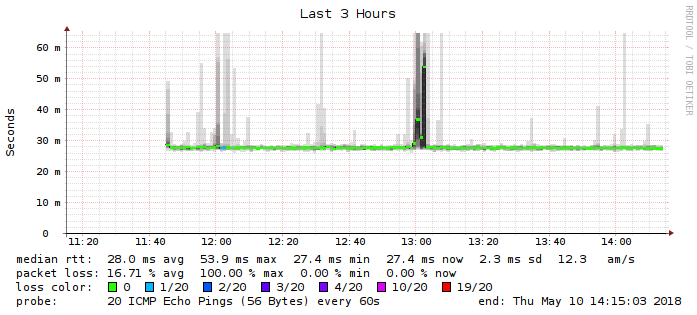 Last 3 Hours
RRDTOOL / TOBI OETIKER
Seconds
60 m
50 m
40 m
30 m
20 m
10 m
0
11:20 11:40 12:00 12:20 12:40 13:00 13:20 13:40 14:00
median rtt: 28.0 ms avg 53.9 ms max 27.4 ms min 27.4 ms now 2.3 ms sd 12.3 am/s
packet loss: 16.71 % avg 100.00 % max 0.00 % min 0.00 % now
loss color: 0 1/20 2/20 3/20 4/20 10/20 19/20
probe: 20 ICMP Echo Pings (56 Bytes) every 60s end: Thu May 10 14:15:03 2018